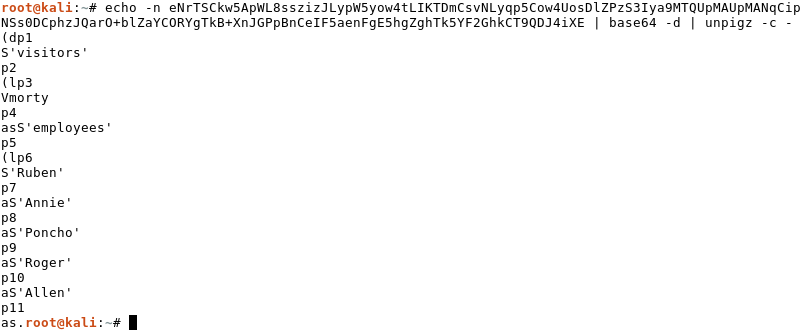 root@kali:~# echo -n eNrTSCkw5ApWL8sszizJLypW5yow4tLIKTDmCsvNLyqp5Cow4UosDlZPzS3Iya9MTQUpMAUpMANqCip
NSs0DCphzJQarO+blZaYCORYgTkB+XnJGPpBnCeIF5aenFgE5hgZghTk5YF2GhkCT9QDJ4iXE | base64 -d | unpigz -c -
(dp1
S'visitors'
p2
(lp3
Vmorty
p4
asS'employees'
p5
(lp6
S'Ruben'
p7
aS'Annie'
p8
aS'Poncho'
p9
aS'Roger'
p10
aS'Allen'
p11
as.root@kali:~#